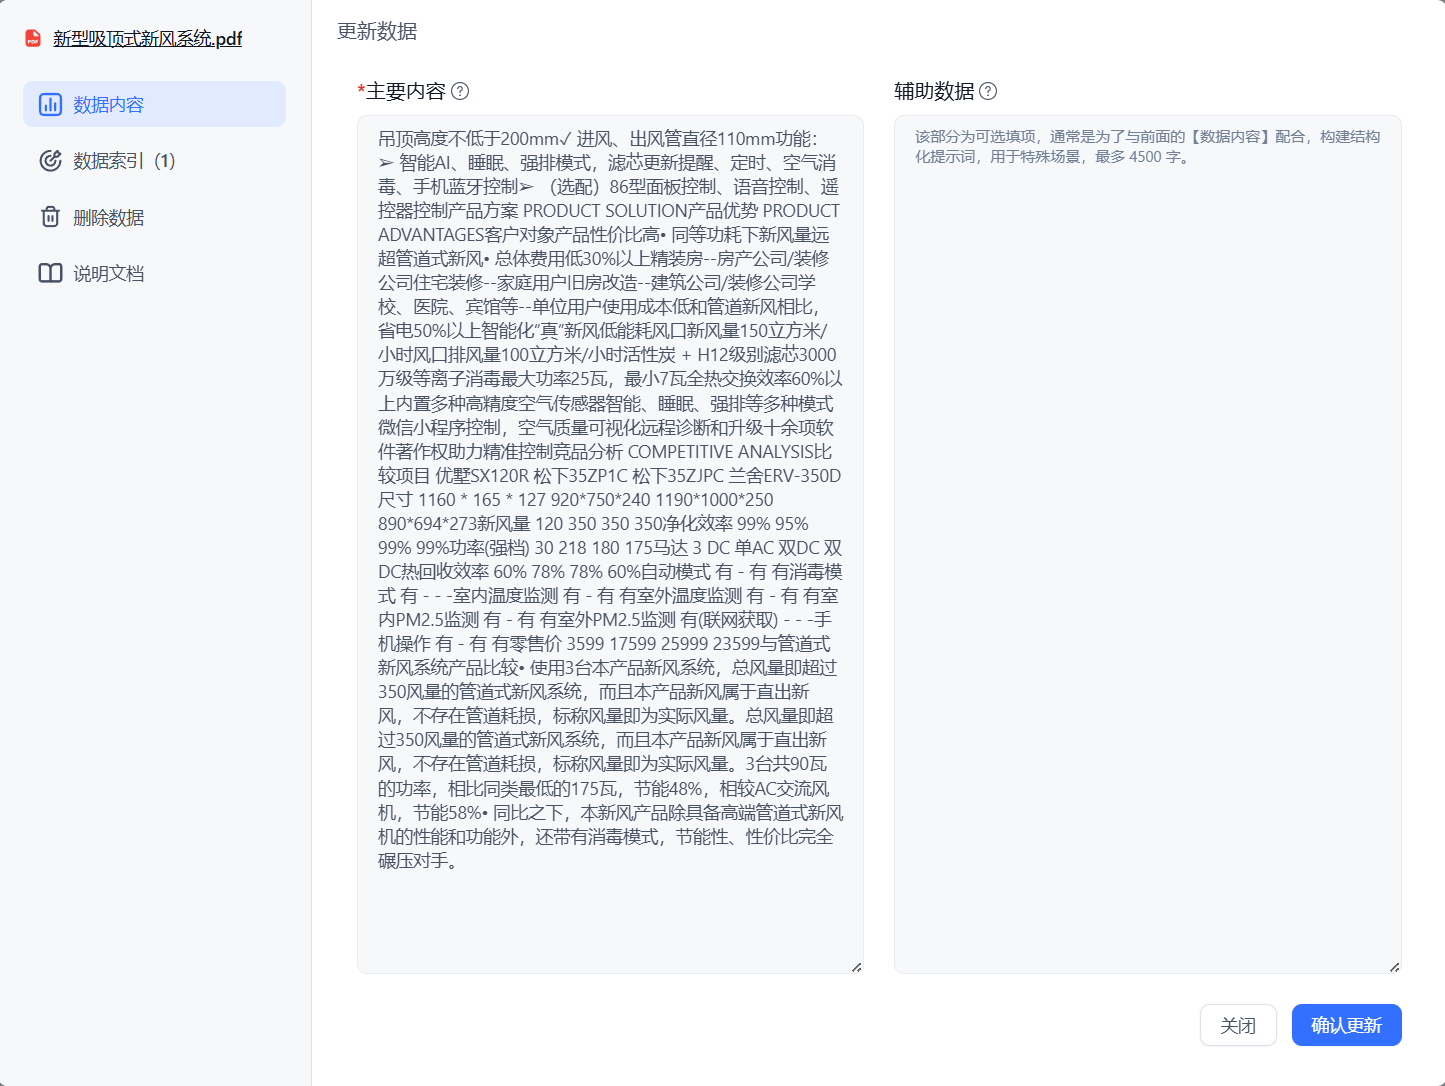 新型吸顶式新风系统.pdf
数据内容
数据索引 (1)
删除数据
说明文档
更新数据
*主要内容
吊顶高度不低于200mm✓ 进风、出风管直径110mm功能：
➢ 智能AI、睡眠、强排模式，滤芯更新提醒、定时、空气消
毒、手机蓝牙控制➢ （选配）86型面板控制、语音控制、遥
控器控制产品方案 PRODUCT SOLUTION产品优势 PRODUCT
ADVANTAGES客户对象产品性价比高• 同等功耗下新风量远
超管道式新风• 总体费用低30%以上精装房--房产公司/装修
公司住宅装修--家庭用户旧房改造--建筑公司/装修公司学
校、医院、宾馆等--单位用户使用成本低和管道新风相比，
省电50%以上智能化“真”新风低能耗风口新风量150立方米/
小时风口排风量100立方米/小时活性炭 + H12级别滤芯3000
万级等离子消毒最大功率25瓦，最小7瓦全热交换效率60%以
上内置多种高精度空气传感器智能、睡眠、强排等多种模式
微信小程序控制，空气质量可视化远程诊断和升级十余项软
件著作权助力精准控制竞品分析 COMPETITIVE ANALYSIS比
较项目 优墅SX120R 松下35ZP1C 松下35ZJPC 兰舍ERV-350D
尺寸 1160 * 165 * 127 920*750*240 1190*1000*250
890*694*273新风量 120 350 350 350净化效率 99% 95%
99% 99%功率(强档) 30 218 180 175马达 3 DC 单AC 双DC 双
DC热回收效率 60% 78% 78% 60%自动模式 有 - 有 有消毒模
式 有 - - -室内温度监测 有 - 有 有室外温度监测 有 - 有 有室
内PM2.5监测 有 - 有 有室外PM2.5监测 有(联网获取) - - -手
机操作 有 - 有 有零售价 3599 17599 25999 23599与管道式
新风系统产品比较• 使用3台本产品新风系统，总风量即超过
350风量的管道式新风系统，而且本产品新风属于直出新
风，不存在管道耗损，标称风量即为实际风量。总风量即超
过350风量的管道式新风系统，而且本产品新风属于直出新
风，不存在管道耗损，标称风量即为实际风量。3台共90瓦
的功率，相比同类最低的175瓦，节能48%，相较AC交流风
机，节能58%• 同比之下，本新风产品除具备高端管道式新风
机的性能和功能外，还带有消毒模式，节能性、性价比完全
碾压对手。
辅助数据
该部分为可选填项，通常是为了与前面的【数据内容】配合，构建结构
化提示词，用于特殊场景，最多 4500 字。
关闭
确认更新